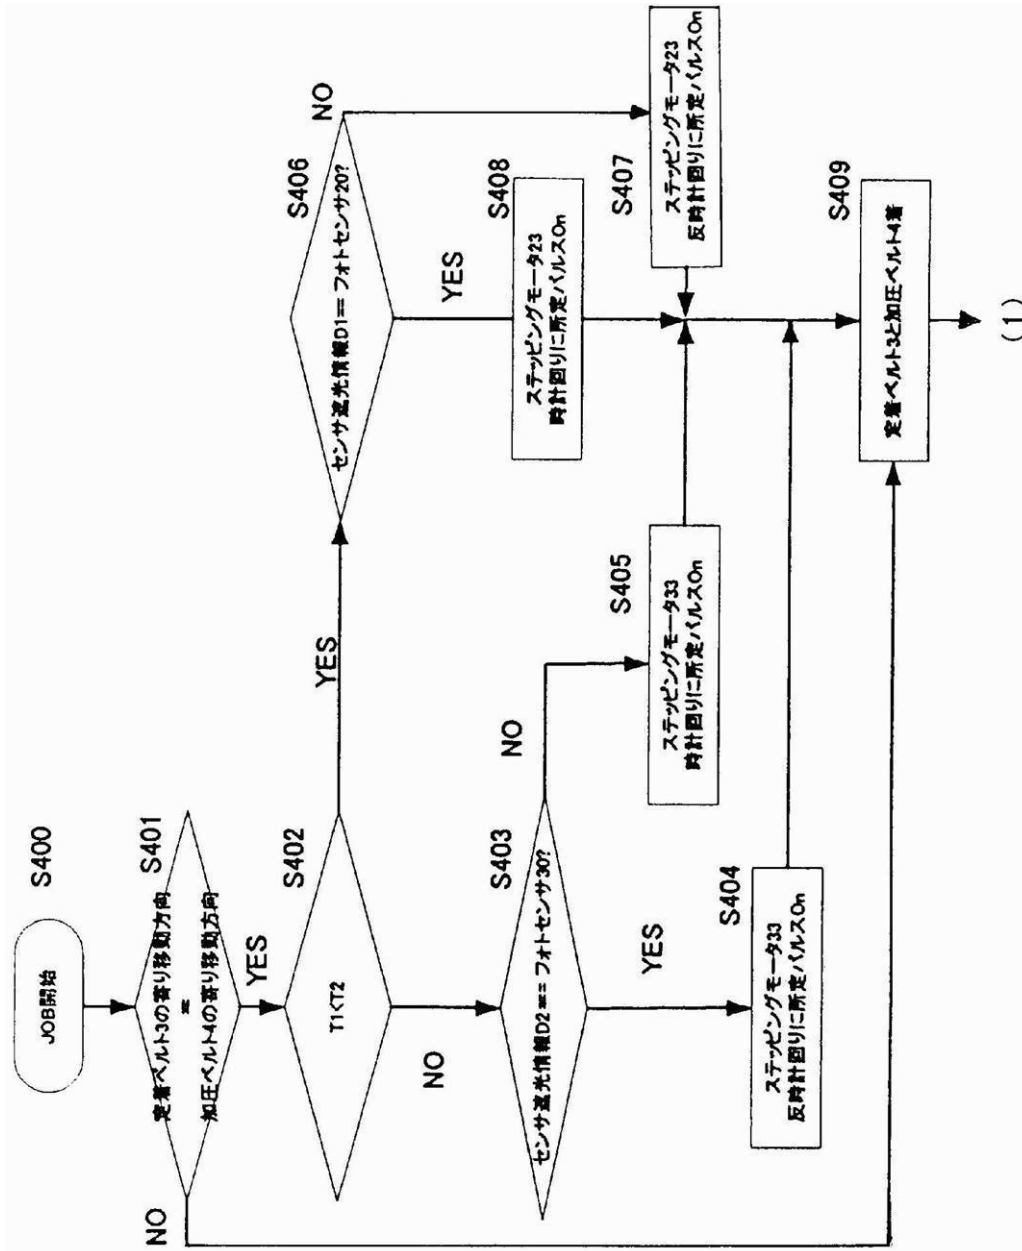 S400
JOB開始
S401
定着ベルト3の寄り移動方向
=
加圧ベルト4の寄り移動方向
NO
YES
S402
T1<T2
YES
NO
S403
センサ遮光情報D2 == フォトセンサ30?
NO
YES
S404
ステッピングモータ33
反時計回りに所定パルスOn
S405
ステッピングモータ33
時計回りに所定パルスOn
S406
センサ遮光情報D1== フォトセンサ20?
NO
YES
S408
ステッピングモータ23
時計回りに所定パルスOn
S407
ステッピングモータ23
反時計回りに所定パルスOn
S409
定着ベルト3と加圧ベルト4着
(1)